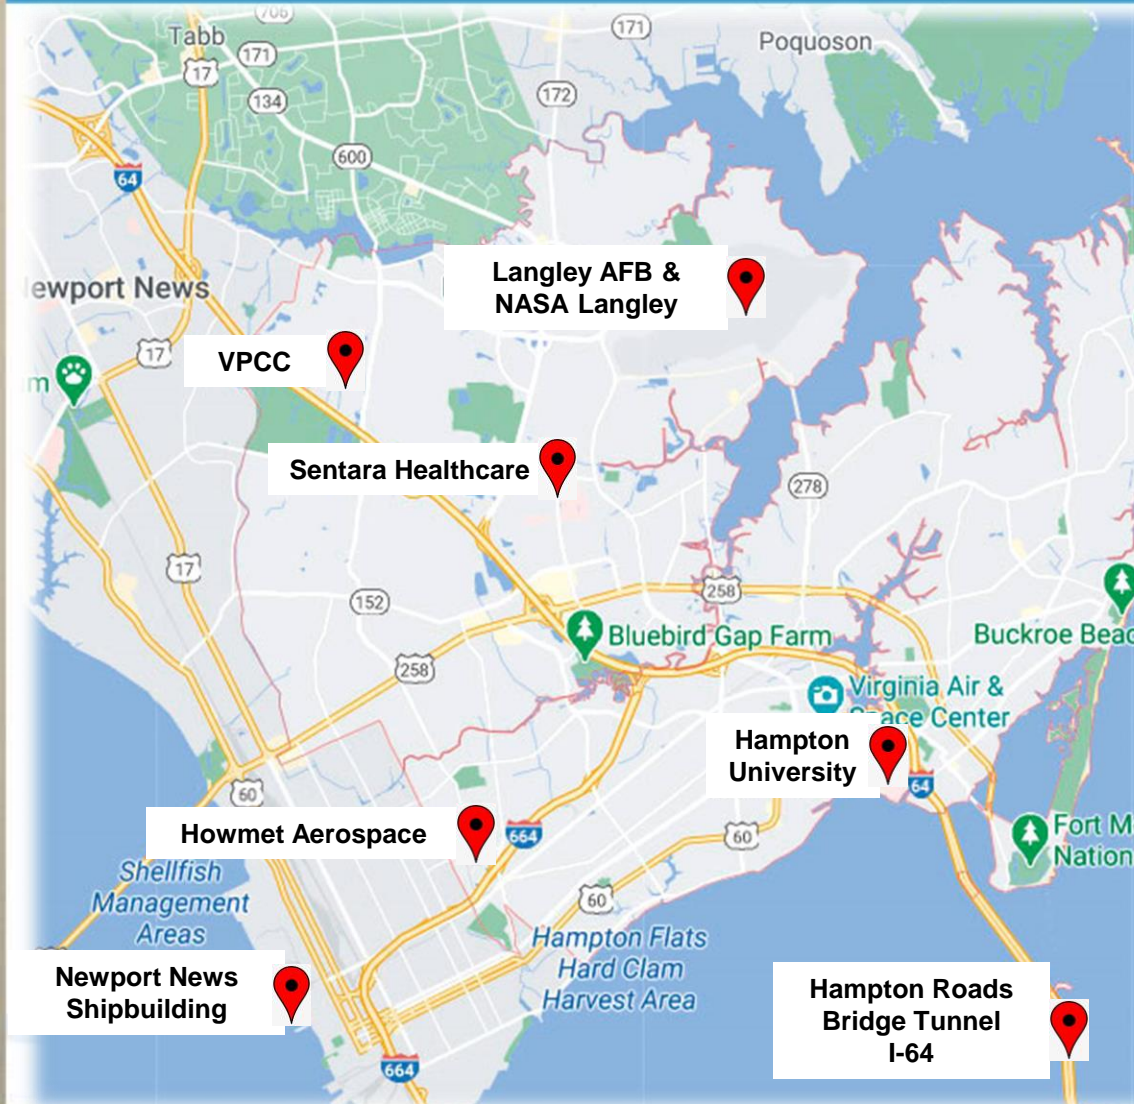 706
Tabb
171
Poquoson
171
17
134
172
600
64
Langley AFB &
NASA Langley
ewport News
17
VPCC
m
Sentara Healthcare
278
17
152
258
Bluebird Gap Farm
Buckroe Beac
258
Virginia Air &
Space Center
Hampton
University
64
60
Howmet Aerospace
664
60
Fort M
Nation
Shellfish
Management
Areas
60
Hampton Flats
Hard Clam
Harvest Area
Newport News
Shipbuilding
Hampton Roads
Bridge Tunnel
I-64
664